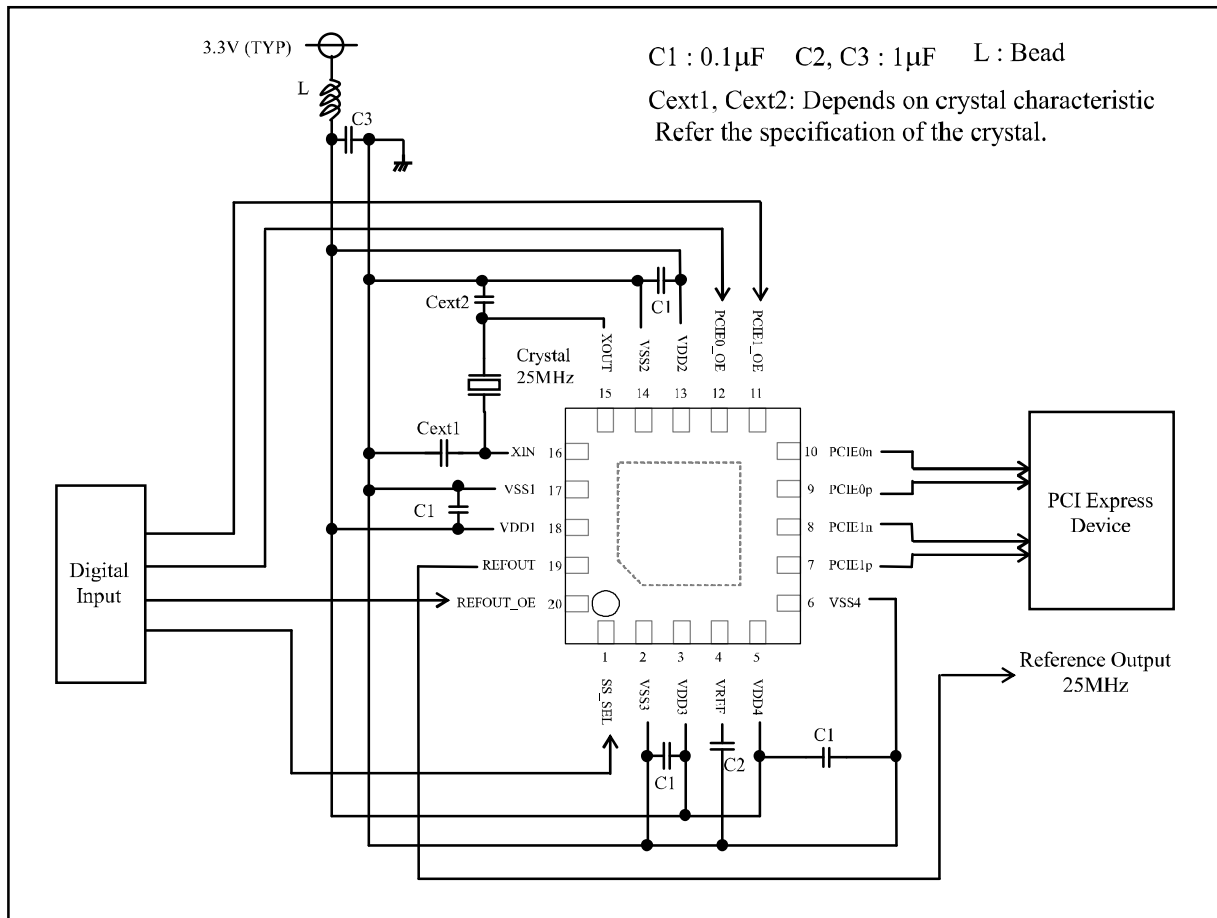 3.3V (TYP)
C1 : 0.1μF C2, C3 : 1μF L : Bead
L
Cext1, Cext2: Depends on crystal characteristic
C3
Refer the specification of the crystal.
Cext2
C1
XOUT
VSS2
VDD2
PCIE0_OE
PCIE1_OE
Crystal
25MHz
15 14 13 12 11
Cext1
XIN 16
10 PCIE0n
VSS1 17
9 PCIE0p
C1
VDD1 18
8 PCIE1n
REFOUT 19
7 PCIE1p
REFOUT_OE 20
6 VSS4
PCI Express
Device
Digital
Input
1 2 3 4 5
SS_SEL
VSS3
VDD3
VREF
VDD4
Reference Output
25MHz
C1
C2
C1